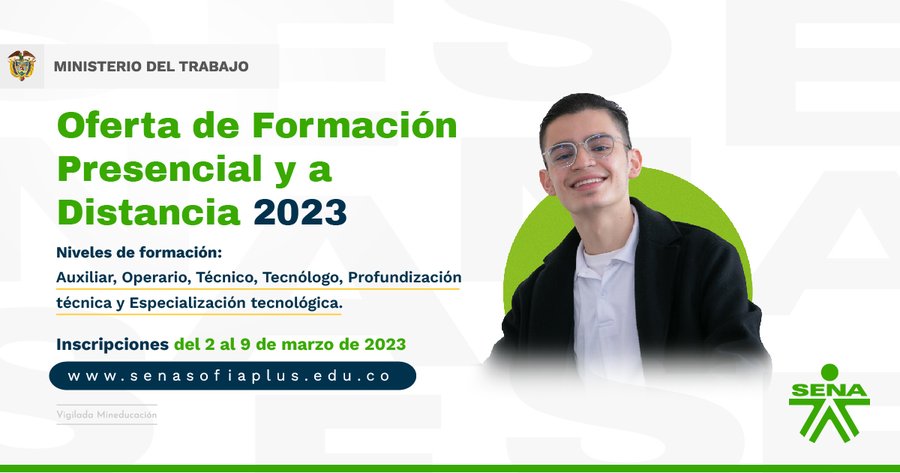 MINISTERIO DEL TRABAJO
Oferta de Formación
Presencial y a
Distancia 2023
Niveles de formación:
Auxiliar, Operario, Técnico, Tecnólogo, Profundización
técnica y Especialización tecnológica.
Inscripciones del 2 al 9 de marzo de 2023
www.senasofiaplus.edu.co
Vigilada Mineducación
SENA